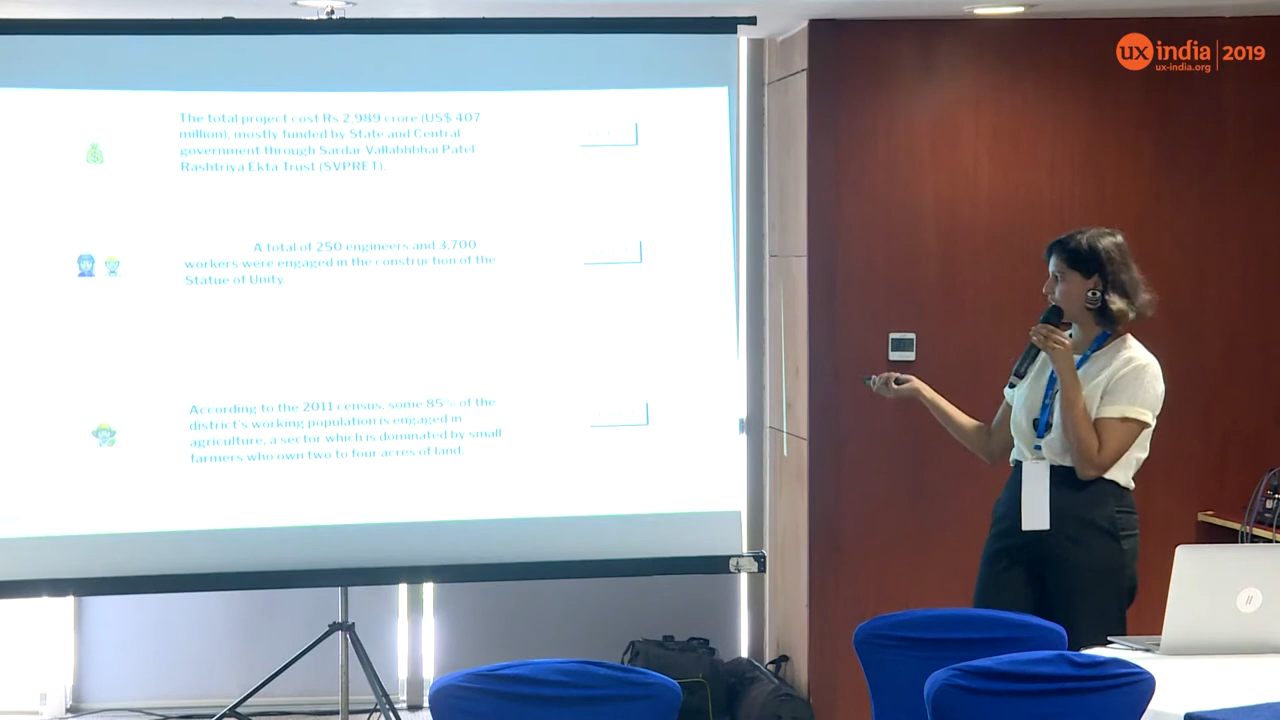 ux india 2019
ux-india.org
The total project cost Rs 2,989 crore (US$ 407
million), mostly funded by State and Central
government through Sardar Vallabhbhai Patel
Rashtriya Ekta Trust (SVPRET).
A total of 250 engineers and 3,700
workers were engaged in the construction of the
Statue of Unity.
According to the 2011 census, some 85% of the
district's working population is engaged in
agriculture, a sector which is dominated by small
farmers who own two to four acres of land.